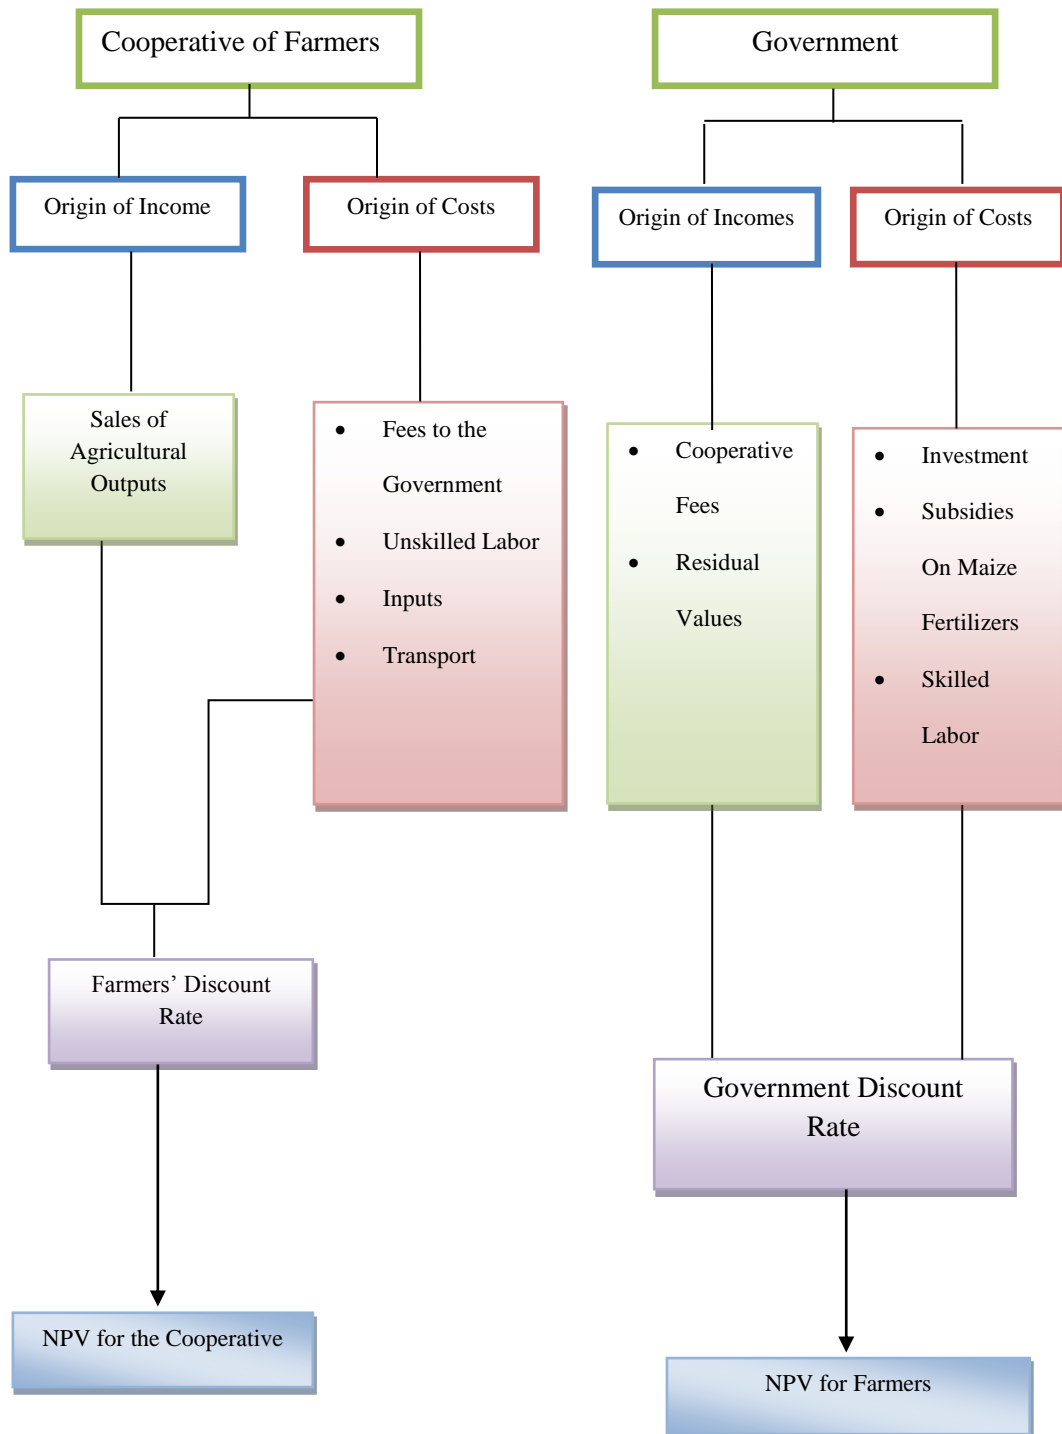 Cooperative of Farmers
Government
Origin of Income
Origin of Costs
Origin of Incomes
Origin of Costs
Sales of
Agricultural
Outputs
• Fees to the
Government
• Unskilled Labor
• Inputs
• Transport
• Cooperative
Fees
• Residual
Values
• Investment
• Subsidies
On Maize
Fertilizers
• Skilled
Labor
Farmers’ Discount
Rate
Government Discount
Rate
NPV for the Cooperative
NPV for Farmers